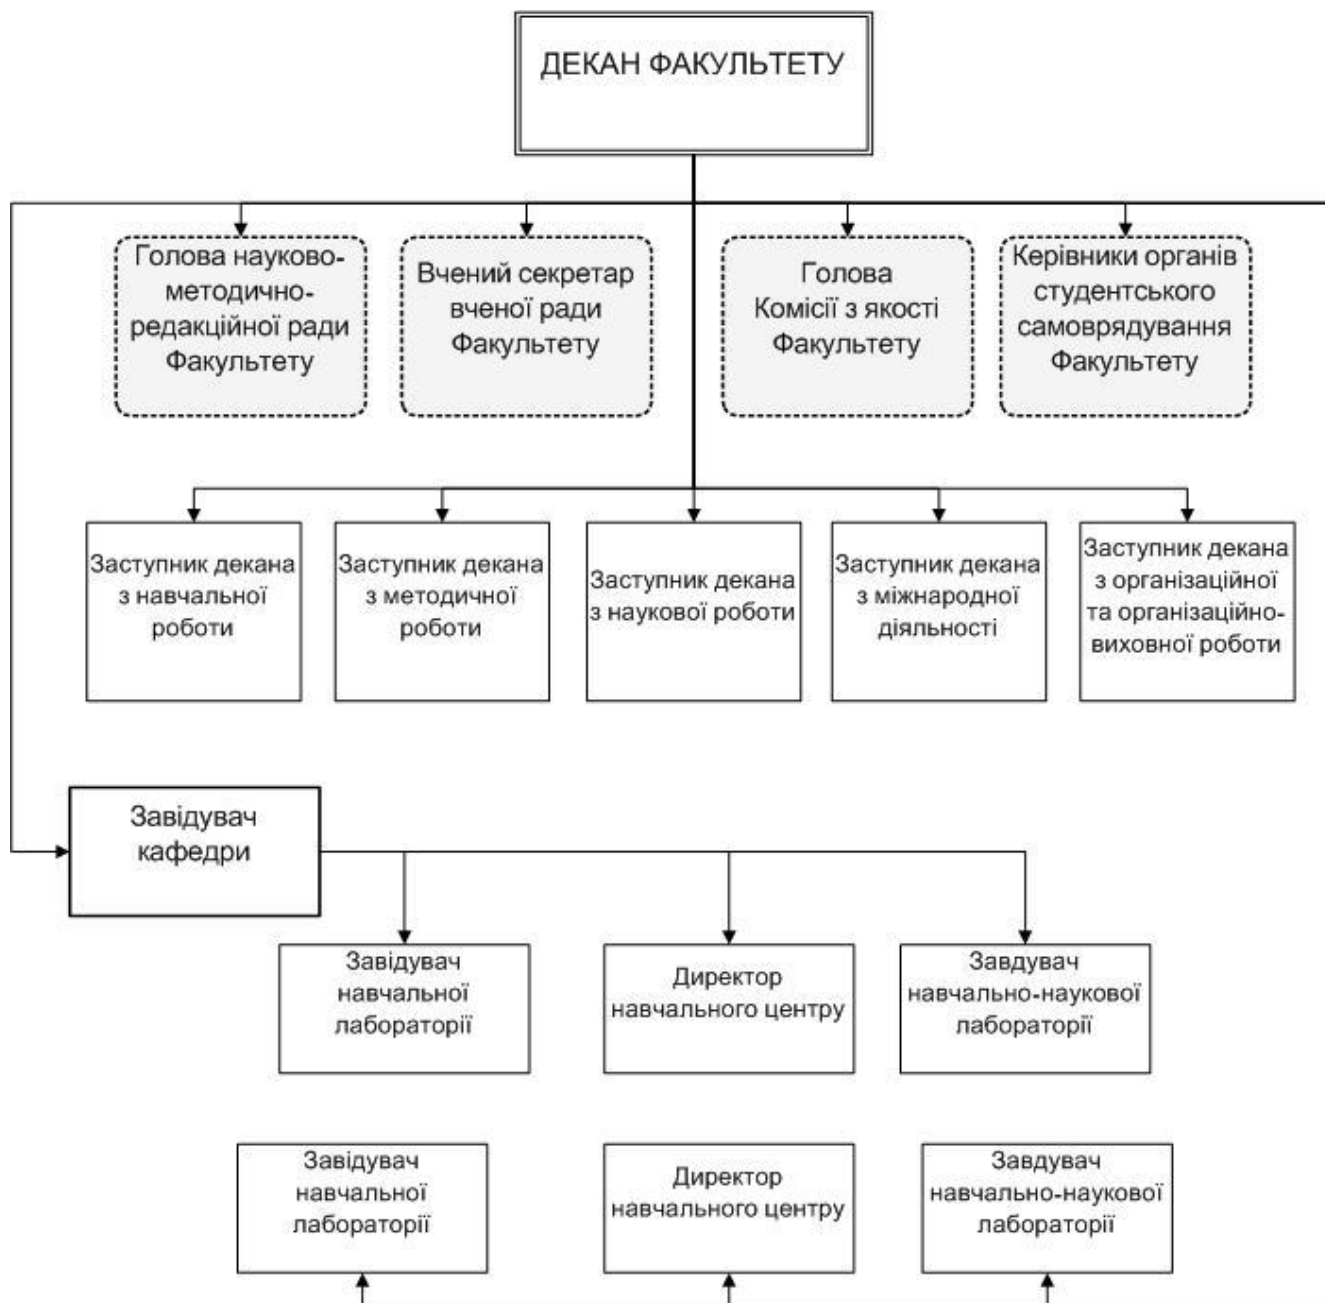 ДЕКАН ФАКУЛЬТЕТУ
Голова науково-
методично-
редакційної ради
Факультету
Вчений секретар
вченої ради
Факультету
Голова
Комісії з якості
Факультету
Керівники органів
студентського
самоврядування
Факультету
Заступник декана
з навчальної
роботи
Заступник декана
з методичної
роботи
Заступник декана
з наукової роботи
Заступник декана
з міжнародної
діяльності
Заступник декана
з організаційної
та організаційно-
виховної роботи
Завідувач
кафедри
Завідувач
навчальної
лабораторії
Директор
навчального центру
Завдувач
навчально-наукової
лабораторії
Завідувач
навчальної
лабораторії
Директор
навчального центру
Завдувач
навчально-наукової
лабораторії